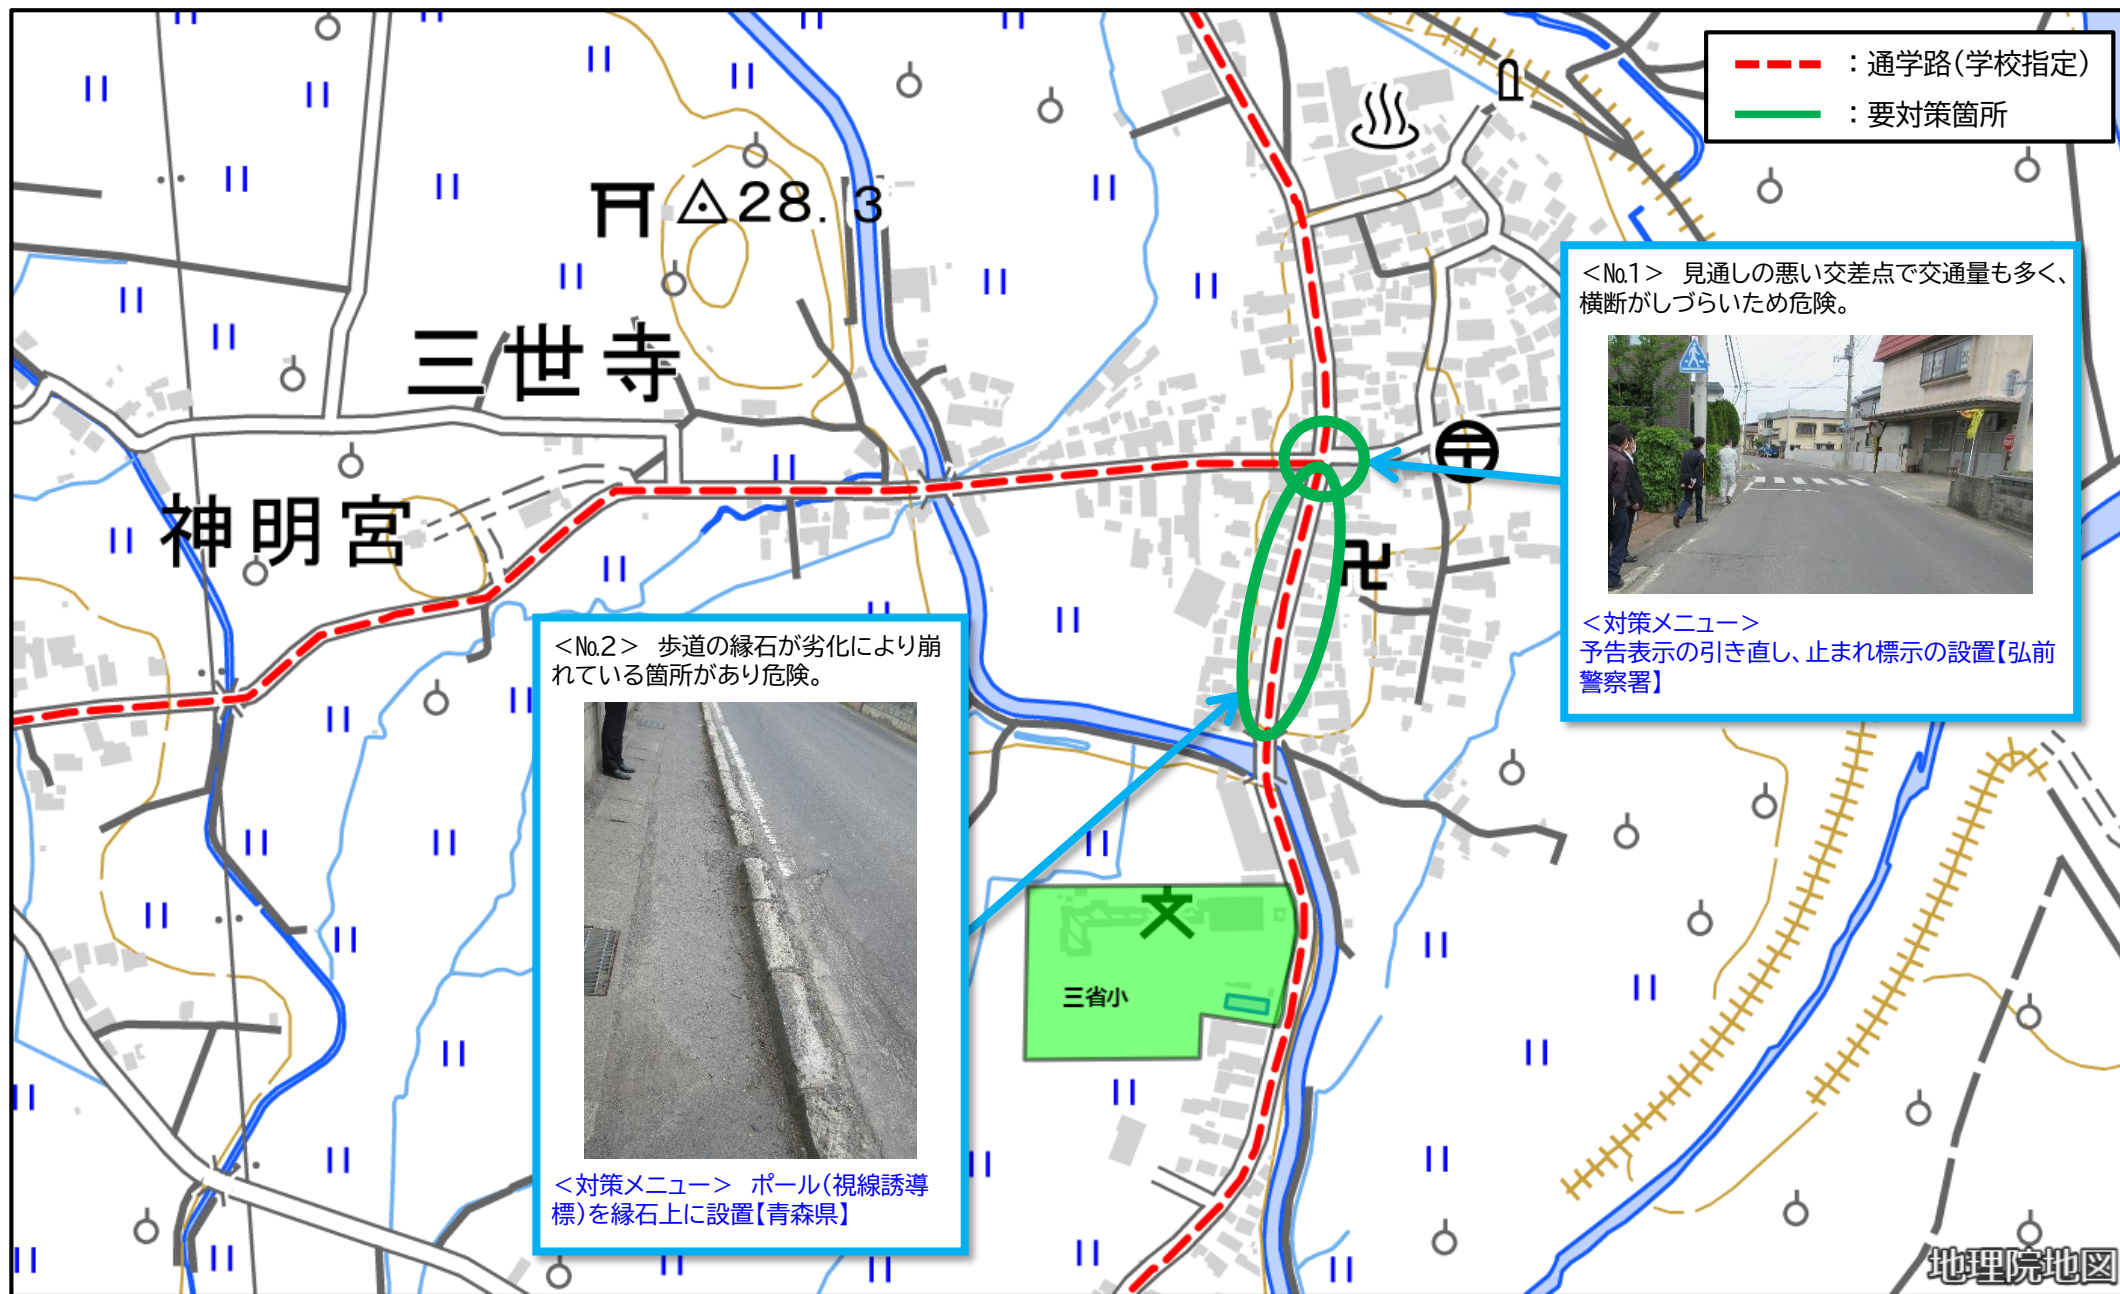 ：通学路（学校指定）
：要対策箇所
28.3
三世寺
神明宮
＜No.1＞　見通しの悪い交差点で交通量も多く、
横断がしづらいため危険。
＜対策メニュー＞
予告表示の引き直し、止まれ標示の設置【弘前
警察署】
＜No.2＞　歩道の縁石が劣化により崩
れている箇所があり危険。
＜対策メニュー＞　ポール（視線誘導
標）を縁石上に設置【青森県】
三省小
地理院地図